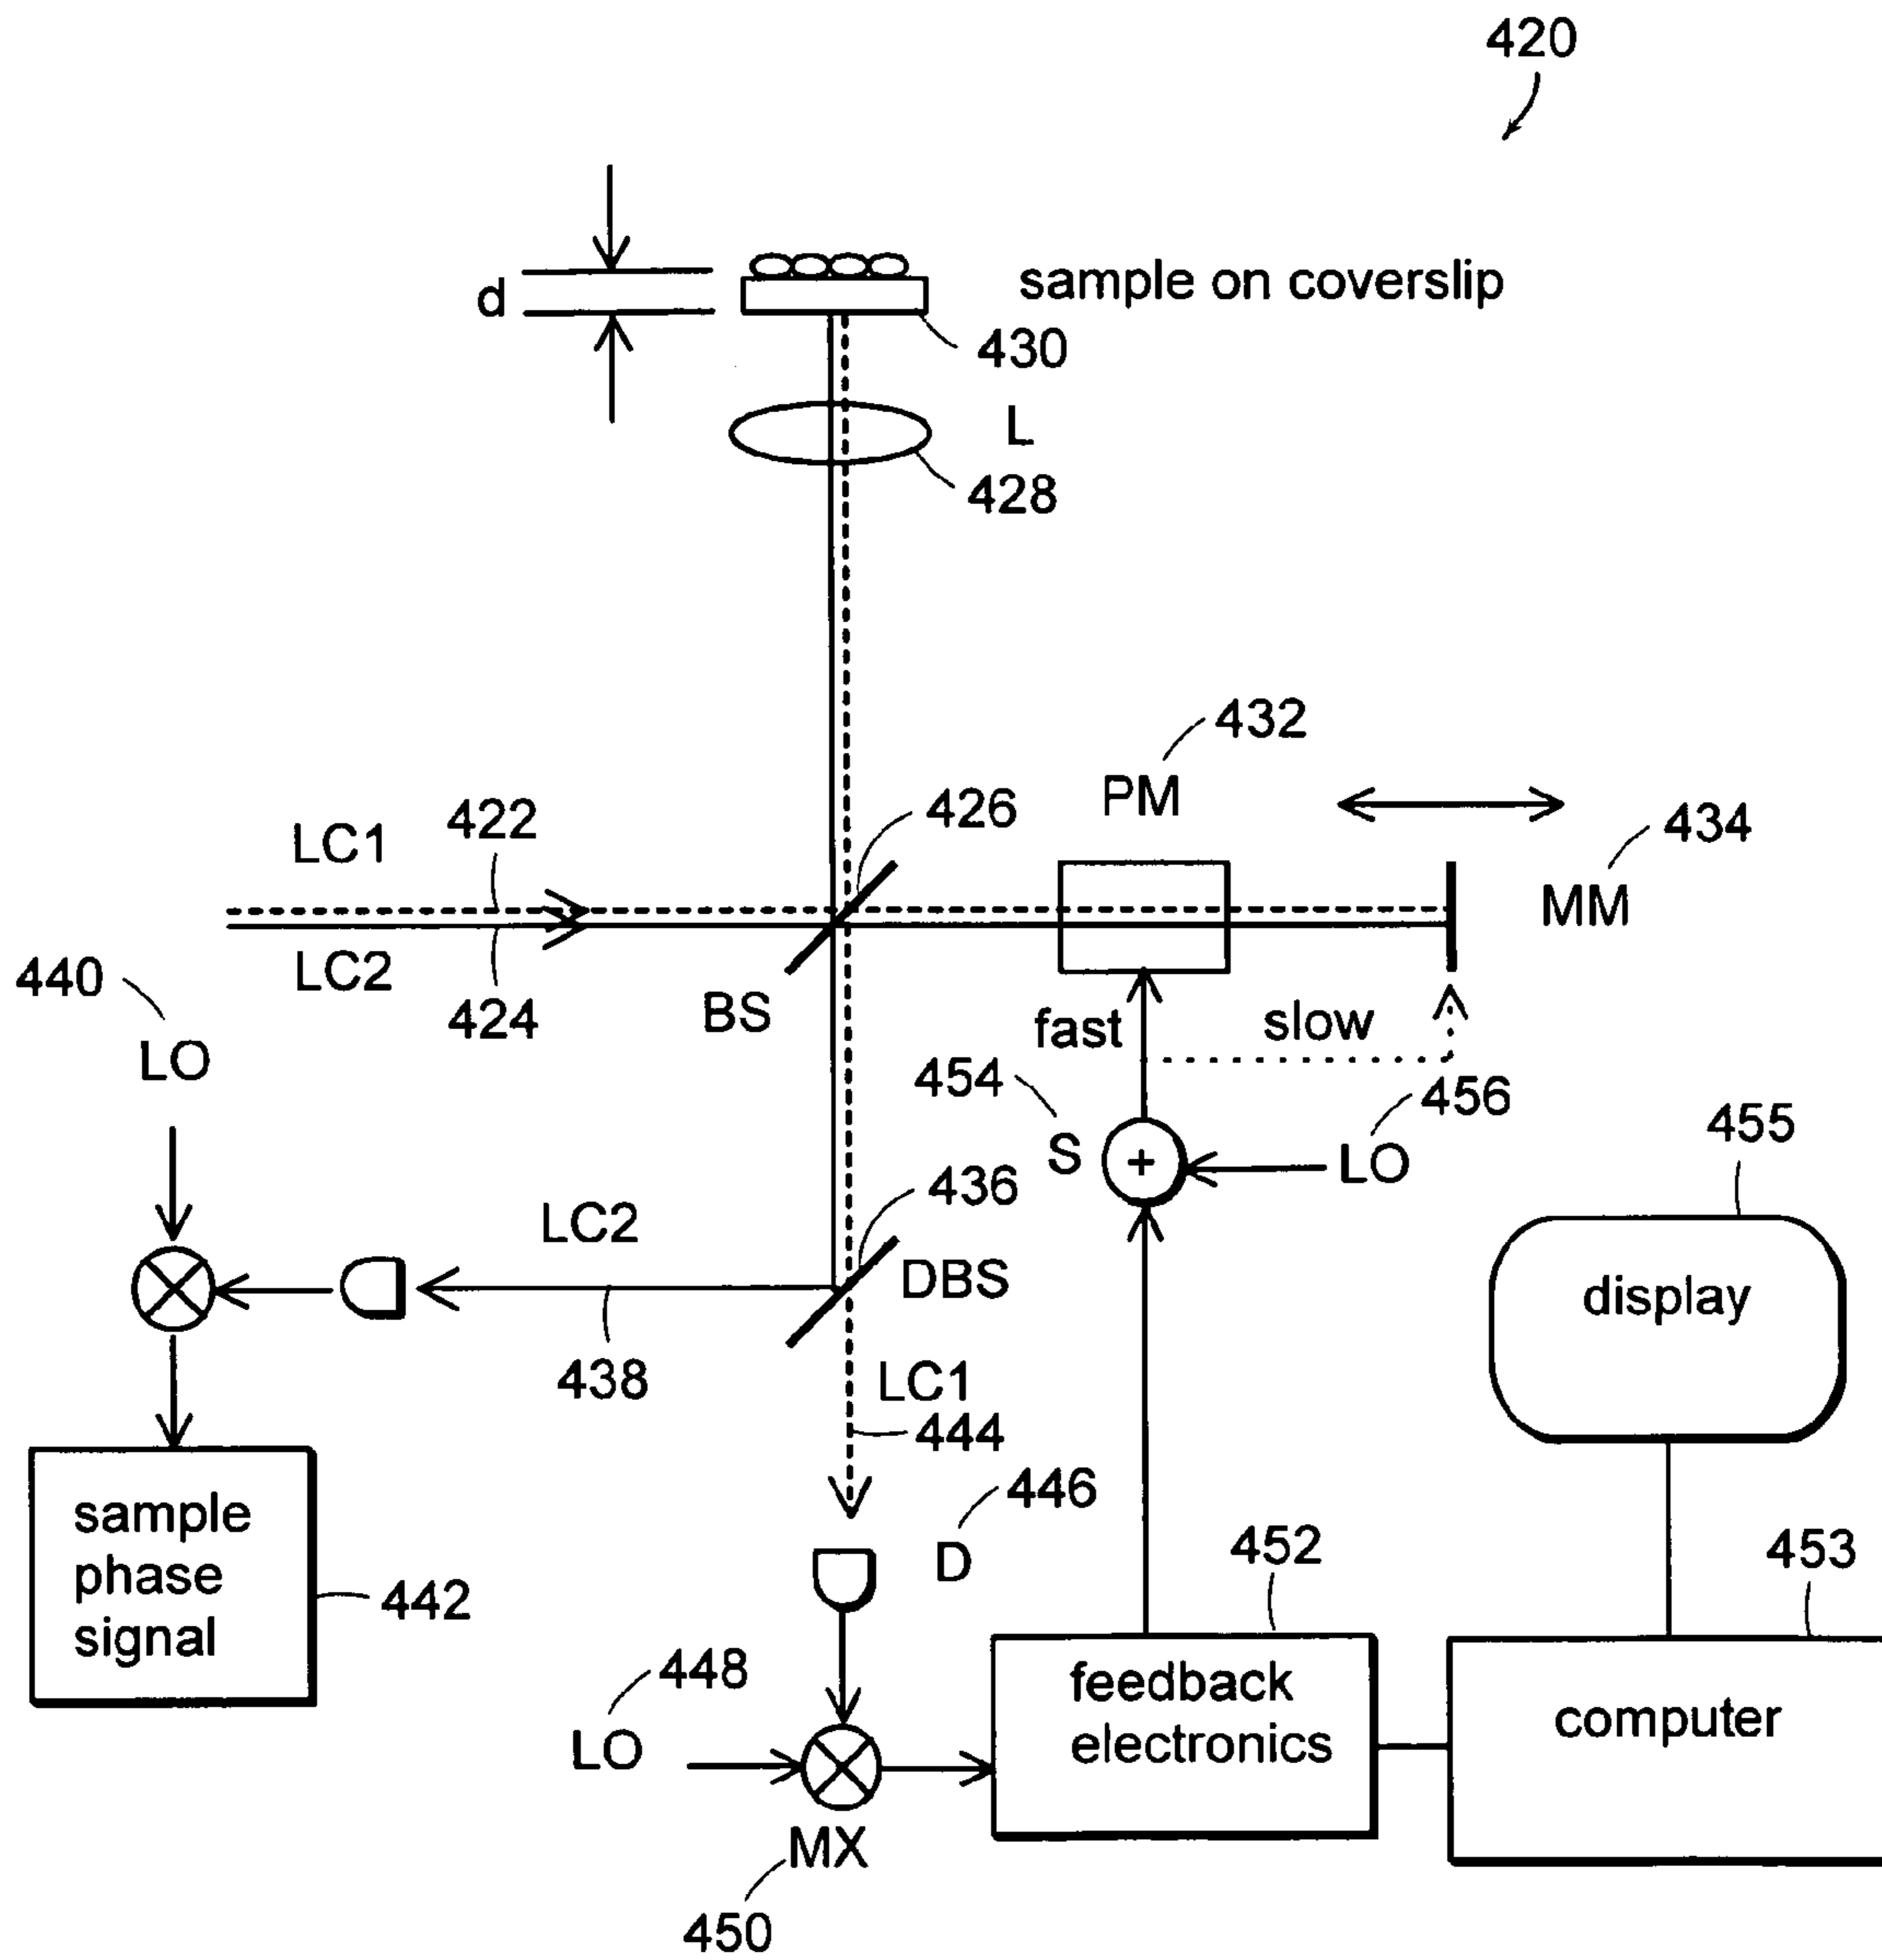 420
d
sample on coverslip
430
L
428
432
PM
426
434
MM
LC1
422
LC2
424
440
LO
BS
fast
slow
454
S
+
456
LO
455
display
LC2
436
DBS
438
LC1
444
446
D
sample
phase
signal
442
452
453
448
LO
feedback
electronics
computer
MX
450